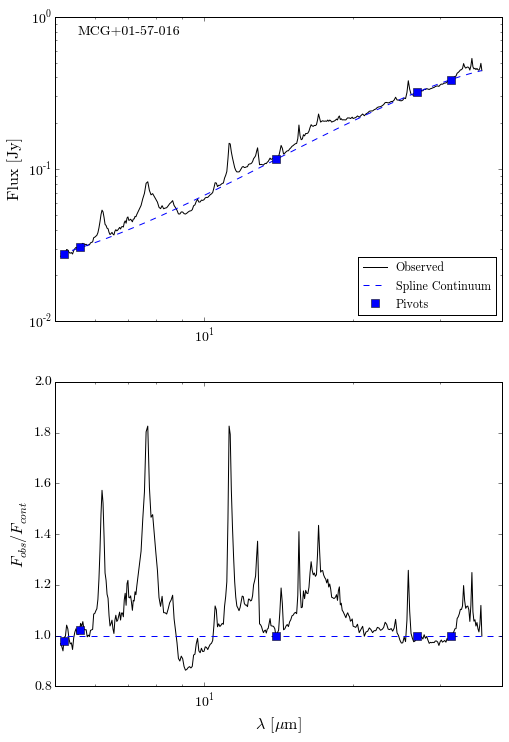 10^0
MCG+01-57-016
Flux [Jy]
10^-1
Observed
Spline Continuum
Pivots
10^-2
10^1
2.0
1.8
1.6
F_obs/F_cont
1.4
1.2
1.0
0.8
10^1
λ [μm]